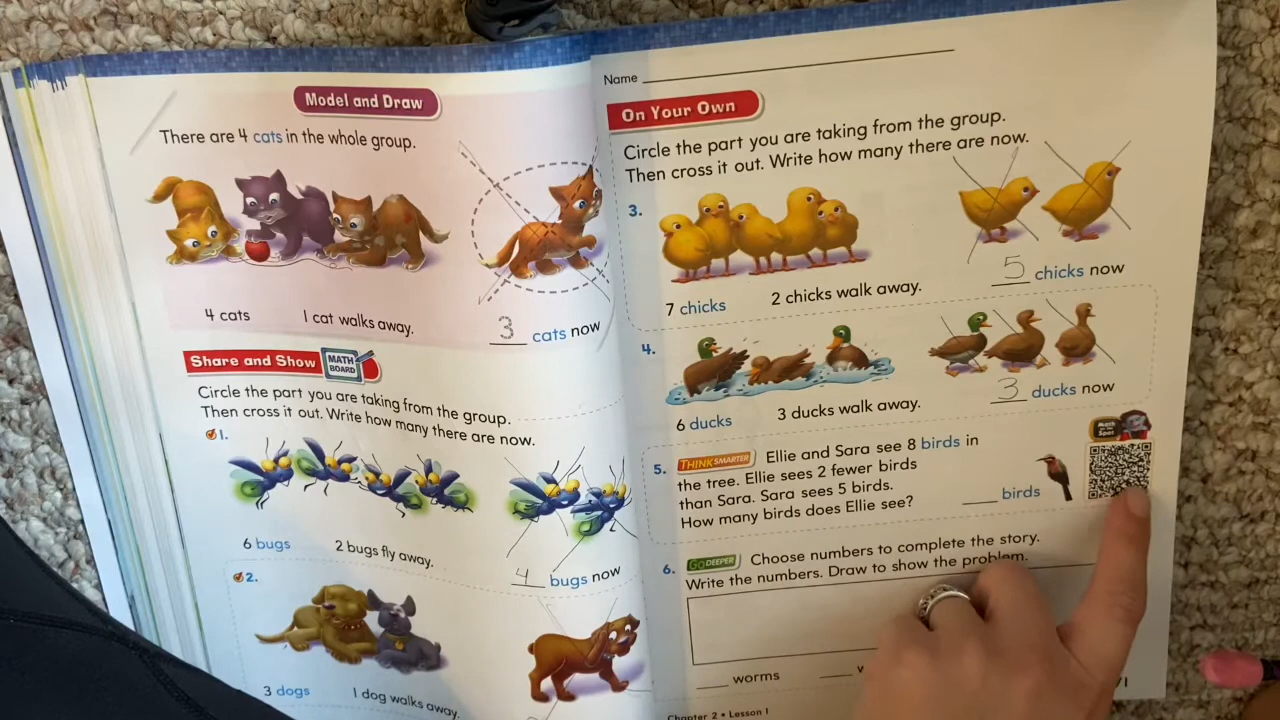 Model and Draw
There are 4 cats in the whole group.
4 cats
1 cat walks away.
3 cats now
Share and Show
MATH BOARD
Circle the part you are taking from the group.
Then cross it out. Write how many there are now.
1.
6 bugs
2 bugs fly away.
4 bugs now
2.
3 dogs
1 dog walks away.
Name
On Your Own
Circle the part you are taking from the group.
Then cross it out. Write how many there are now.
3.
7 chicks
2 chicks walk away.
5 chicks now
4.
6 ducks
3 ducks walk away.
3 ducks now
Math on the Spot
5. THINK SMARTER Ellie and Sara see 8 birds in
the tree. Ellie sees 2 fewer birds
than Sara. Sara sees 5 birds.
How many birds does Ellie see?
birds
6. GO DEEPER Choose numbers to complete the story.
Write the numbers. Draw to show the problem.
worms
Chapter 2 • Lesson 1